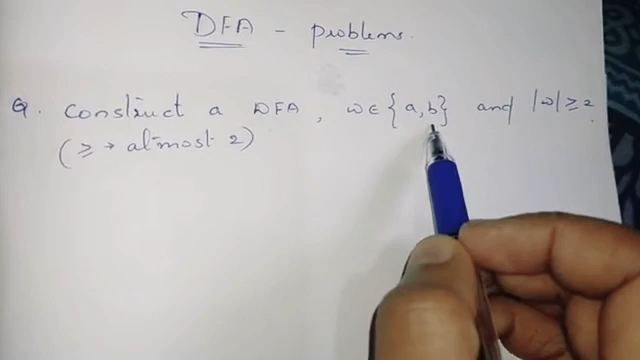 DFA - problems.
Q. Construct a DFA, w ∈ {a,b} and |w| ≥ 2.
(≥ → almost 2)